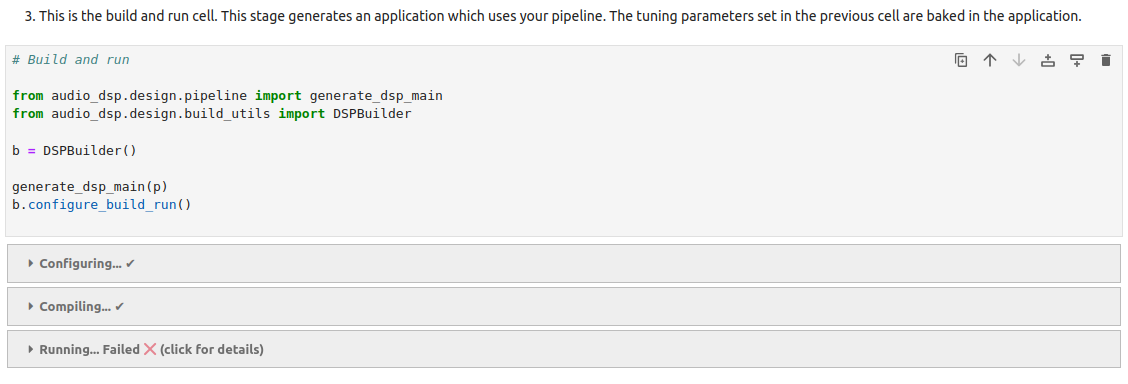 3. This is the build and run cell. This stage generates an application which uses your pipeline. The tuning parameters set in the previous cell are baked in the application.
# Build and run
from audio_dsp.design.pipeline import generate_dsp_main
from audio_dsp.design.build_utils import DSPBuilder
b = DSPBuilder()
generate_dsp_main(p)
b.configure_build_run()
Configuring... ✔
Compiling... ✔
Running... Failed ❌ (click for details)